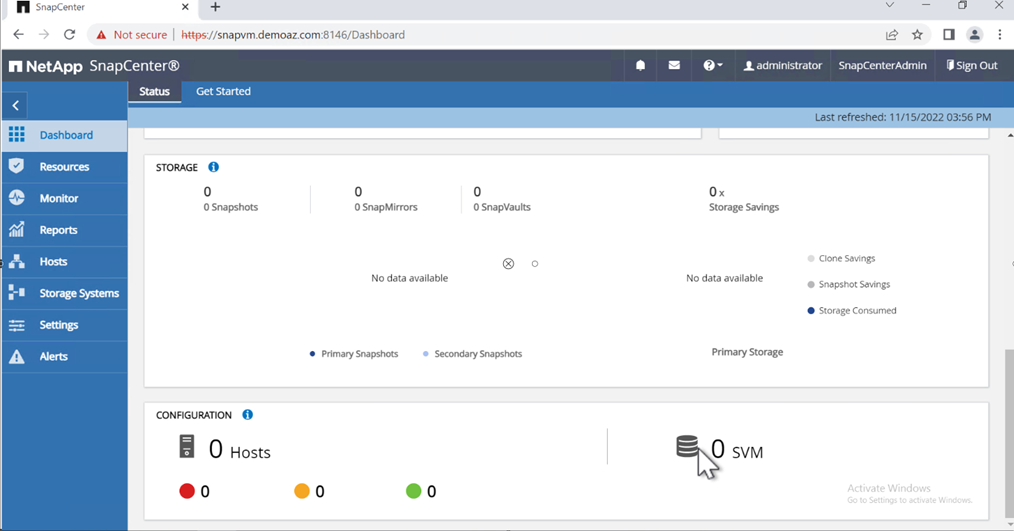 SnapCenter
Not secure https://snapvm.demoaz.com:8146/Dashboard
NetApp SnapCenter®
administrator SnapCenterAdmin Sign Out
Status Get Started
Last refreshed: 11/15/2022 03:56 PM
Dashboard
Resources
Monitor
Reports
Hosts
Storage Systems
Settings
Alerts
STORAGE
0 0 0 0 x
0 Snapshots 0 SnapMirrors 0 SnapVaults Storage Savings
No data available No data available
Clone Savings
Snapshot Savings
Storage Consumed
Primary Snapshots Secondary Snapshots Primary Storage
CONFIGURATION
0 Hosts 0 SVM
0 0 0
Activate Windows
Go to Settings to activate Windows.